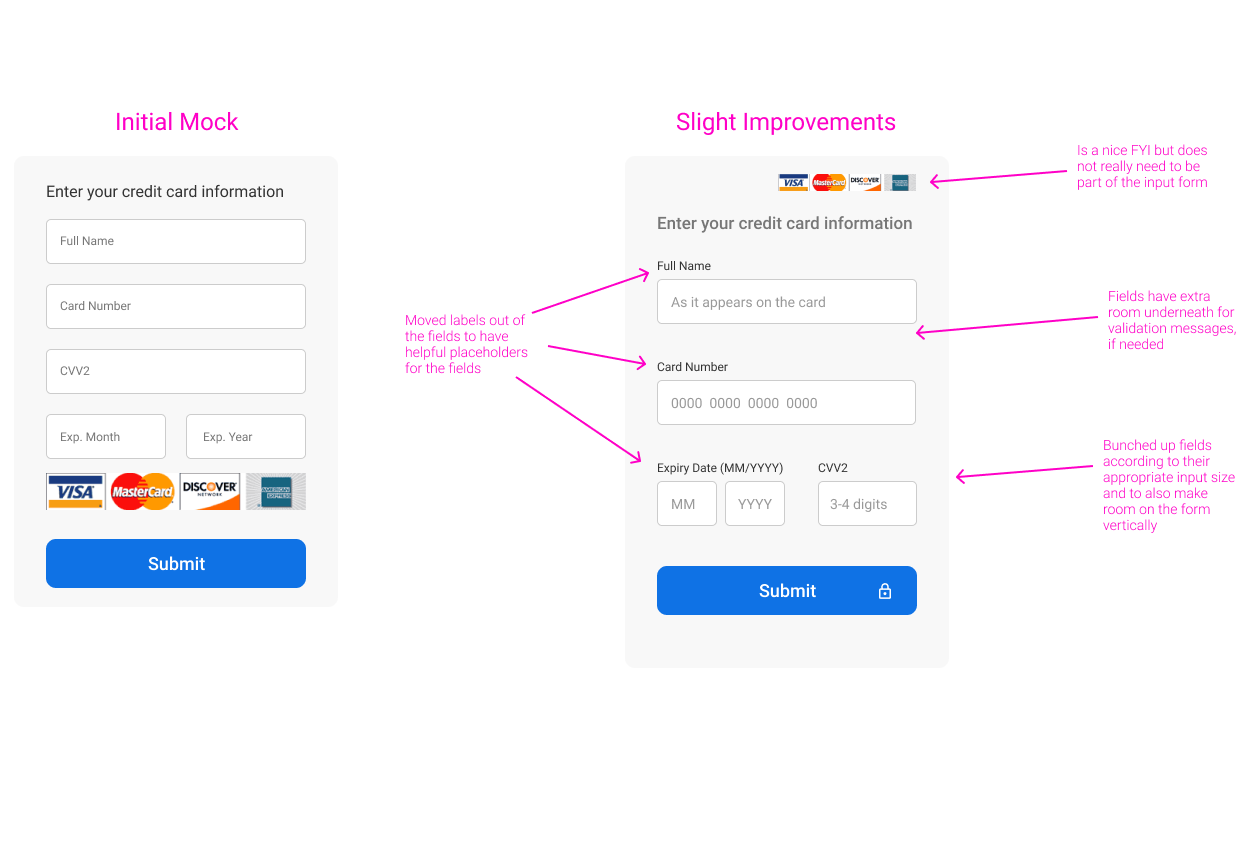 Initial Mock
Enter your credit card information
Full Name
Card Number
CVV2
Exp. Month
Exp. Year
VISA
MasterCard
DISCOVER
NETWORK
AMERICAN
EXPRESS
Submit
Moved labels out of
the fields to have
helpful placeholders
for the fields
Slight Improvements
VISA
MasterCard
DISCOVER
Enter your credit card information
Full Name
As it appears on the card
Card Number
0000 0000 0000 0000
Expiry Date (MM/YYYY)
CVV2
MM
YYYY
3-4 digits
Submit
Is a nice FYI but does
not really need to be
part of the input form
Fields have extra
room underneath for
validation messages,
if needed
Bunched up fields
according to their
appropriate input size
and to also make
room on the form
vertically